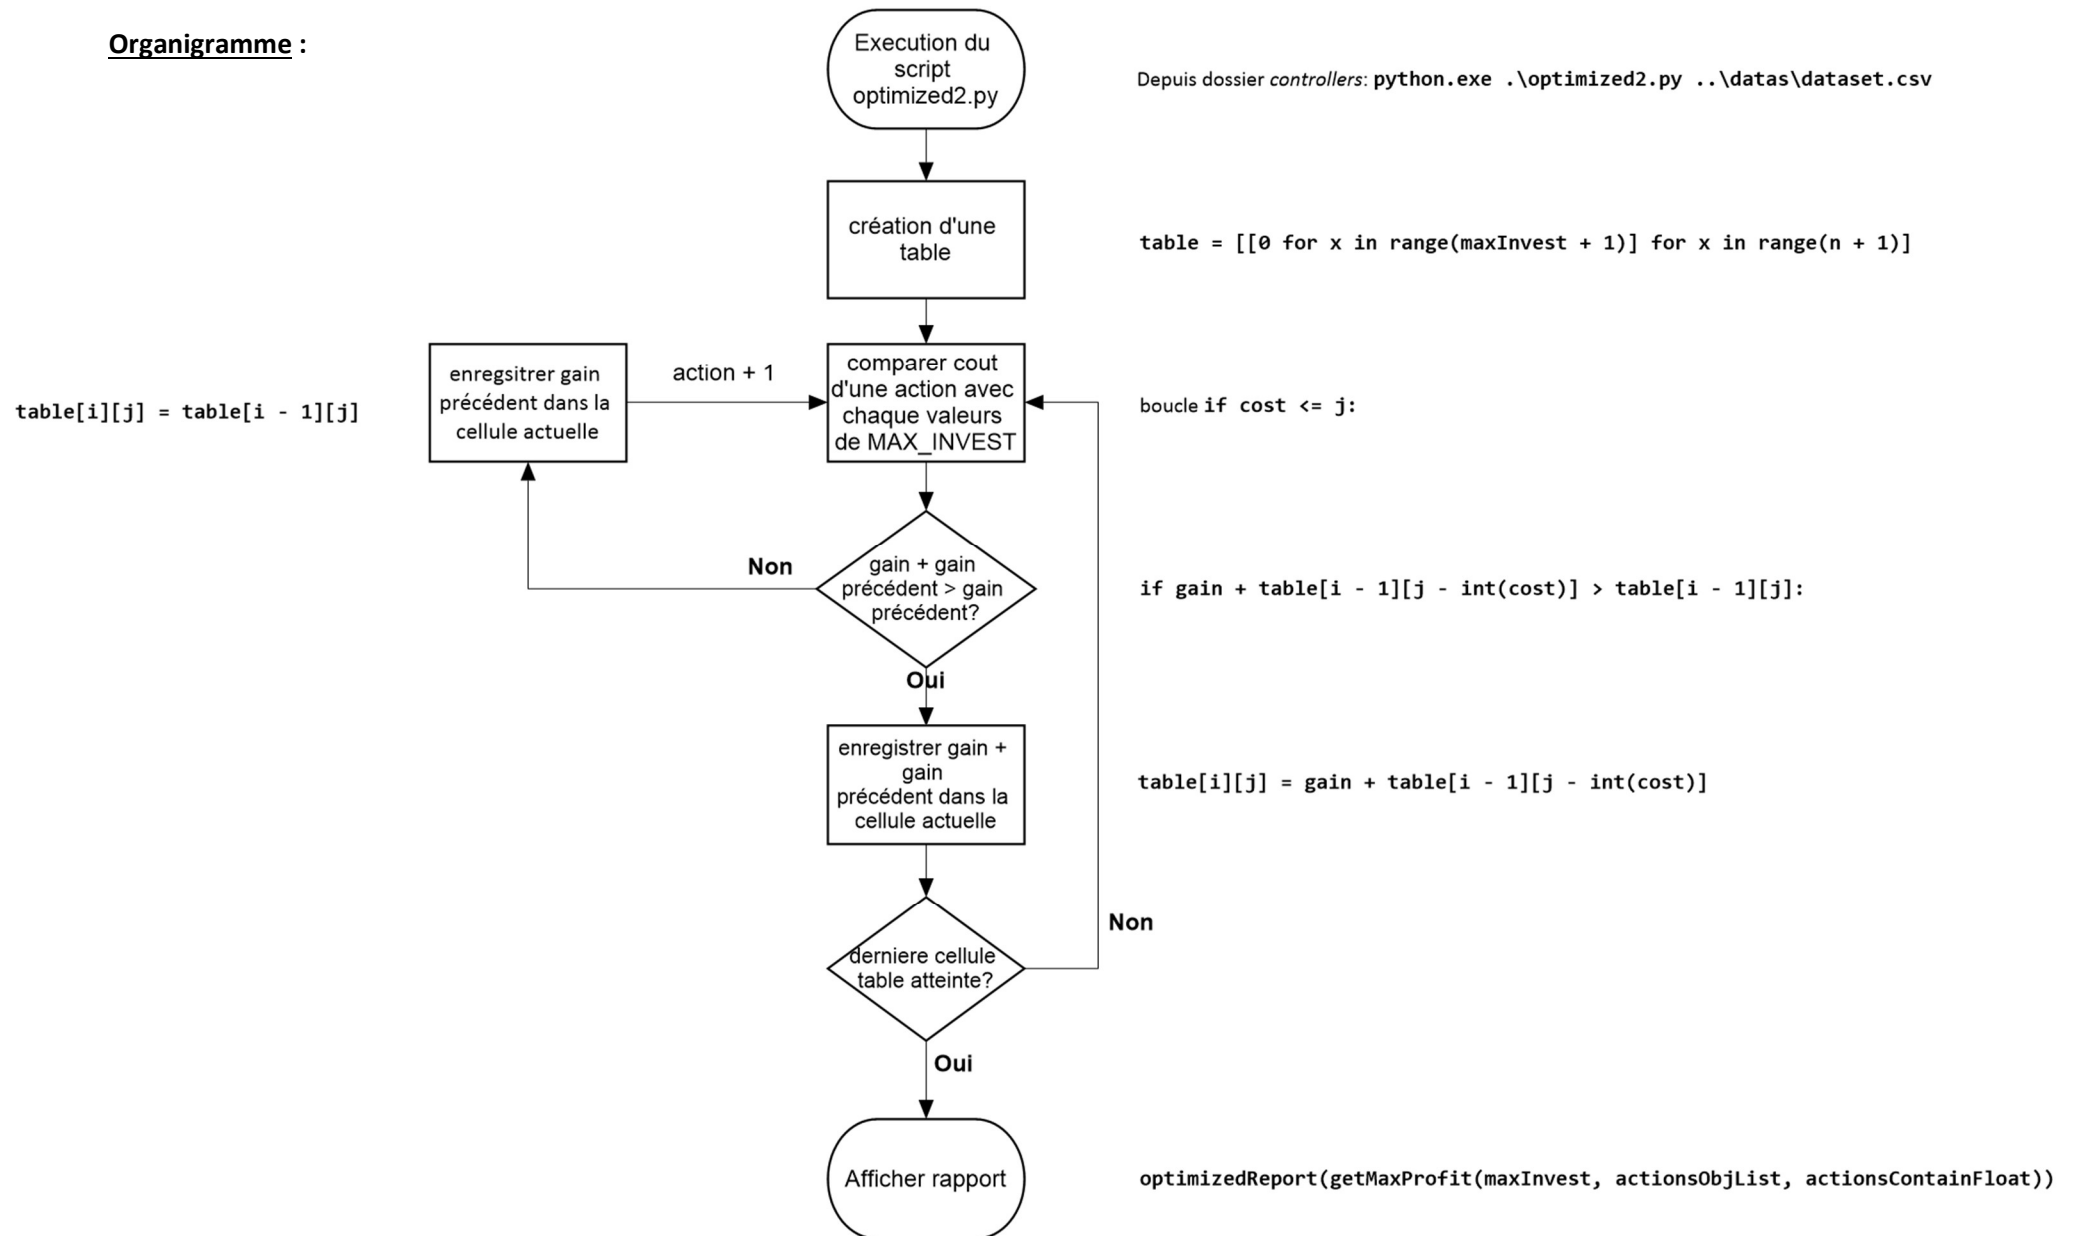 Organigramme :
Execution du
script
optimized2.py
Depuis dossier controllers: python.exe .\optimized2.py ..\datas\dataset.csv
création d'une
table
table = [[0 for x in range(maxInvest + 1)] for x in range(n + 1)]
table[i][j] = table[i - 1][j]
enregsitrer gain
précédent dans la
cellule actuelle
action + 1
comparer cout
d'une action avec
chaque valeurs
de MAX_INVEST
boucle if cost <= j:
Non
gain + gain
précédent > gain
précédent?
if gain + table[i - 1][j - int(cost)] > table[i - 1][j]:
Oui
enregistrer gain +
gain
précédent dans la
cellule actuelle
table[i][j] = gain + table[i - 1][j - int(cost)]
derniere cellule
table atteinte?
Non
Oui
Afficher rapport
optimizedReport(getMaxProfit(maxInvest, actionsObjList, actionsContainFloat))